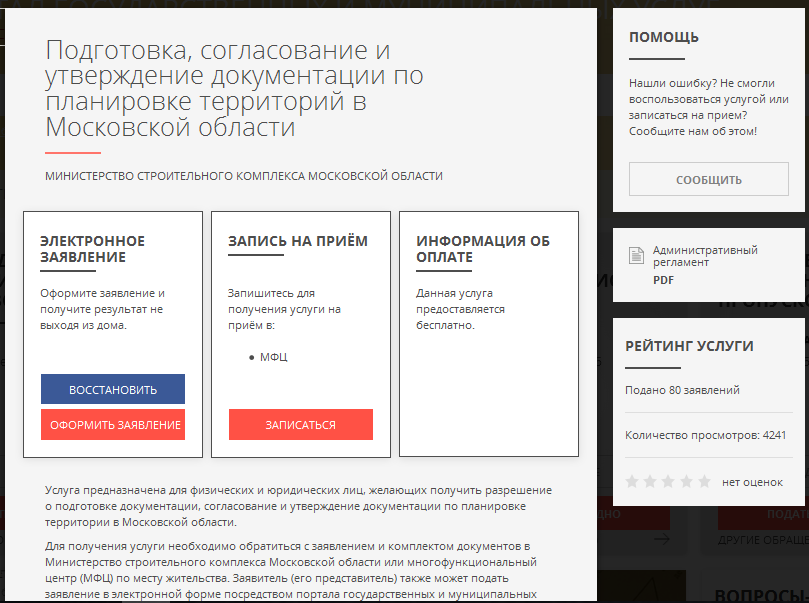 Подготовка, согласование и
утверждение документации по
планировке территорий в
Московской области
МИНИСТЕРСТВО СТРОИТЕЛЬНОГО КОМПЛЕКСА МОСКОВСКОЙ ОБЛАСТИ
ЭЛЕКТРОННОЕ
ЗАЯВЛЕНИЕ
Оформите заявление и
получите результат не
выходя из дома.
ВОССТАНОВИТЬ
ОФОРМИТЬ ЗАЯВЛЕНИЕ
ЗАПИСЬ НА ПРИЁМ
Запишитесь для
получения услуги на
приём в:
• МФЦ
ЗАПИСАТЬСЯ
ИНФОРМАЦИЯ ОБ
ОПЛАТЕ
Данная услуга
предоставляется
бесплатно.
Услуга предназначена для физических и юридических лиц, желающих получить разрешение
о подготовке документации, согласование и утверждение документации по планировке
территории в Московской области.
Для получения услуги необходимо обратиться с заявлением и комплектом документов в
Министерство строительного комплекса Московской области или многофункциональный
центр (МФЦ) по месту жительства. Заявитель (его представитель) также может подать
заявление в электронной форме посредством портала государственных и муниципальных
ПОМОЩЬ
Нашли ошибку? Не смогли
воспользоваться услугой или
записаться на прием?
Сообщите нам об этом!
СООБЩИТЬ
Административный
регламент
PDF
РЕЙТИНГ УСЛУГИ
Подано 80 заявлений
Количество просмотров: 4241
нет оценок
ДРУГИЕ ОБРАЩЕ
ВОПРОСЫ-